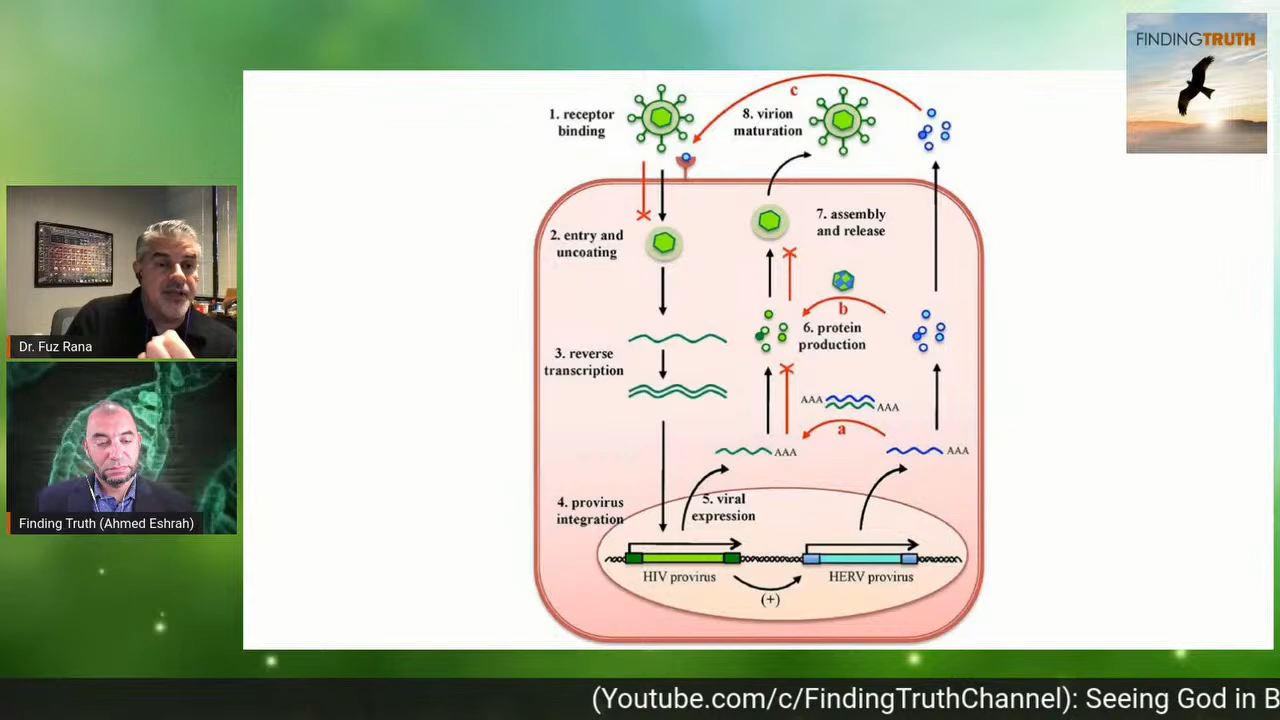 FINDINGTRUTH
c
1. receptor
binding
8. virion
maturation
2. entry and
uncoating
7. assembly
and release
b
6. protein
production
3. reverse
transcription
AAA
AAA
a
AAA
AAA
4. provirus
integration
5. viral
expression
HIV provirus
HERV provirus
(+)
Dr. Fuz Rana
Finding Truth (Ahmed Eshrah)
(Youtube.com/c/FindingTruthChannel): Seeing God in B